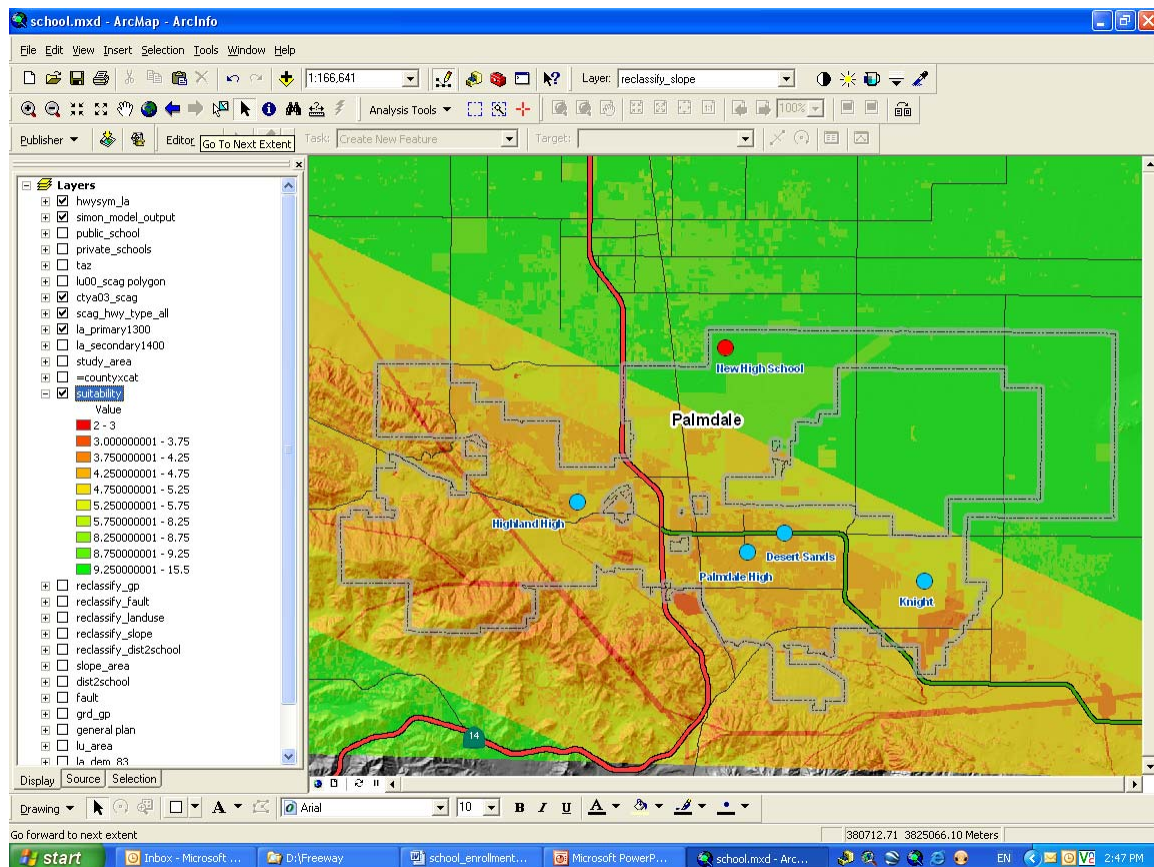 school.mxd - ArcMap - ArcInfo
File Edit View Insert Selection Tools Window Help
1:166,641 Layer: reclassify_slope
Analysis Tools 100%
Publisher Editor Task: Create New Feature Target:
Go To Next Extent
Layers
hwysym_la
simon_model_output
public_school
private_schools
taz
lu00_scag polygon
ctya03_scag
scag_hwy_type_all
la_primary1300
la_secondary1400
study_area
=countyxcat
suitability
Value
2 - 3
3.000000001 - 3.75
3.750000001 - 4.25
4.250000001 - 4.75
4.750000001 - 5.25
5.250000001 - 5.75
5.750000001 - 8.25
8.250000001 - 8.75
8.750000001 - 9.25
9.250000001 - 15.5
reclassify_gp
reclassify_fault
reclassify_landuse
reclassify_slope
reclassify_dist2school
slope_area
dist2school
fault
grd_gp
general plan
lu_area
la_dem_83
New High School
Palmdale
Highland High
Desert Sands
Palmdale High
Knight
14
Display Source Selection
Drawing A Arial 10 B I U A
Go forward to next extent 380712.71 3825066.10 Meters
start Inbox - Microsoft ... D:\Freeway school_enrollment... Microsoft PowerP... school.mxd - Arc... EN 2:47 PM